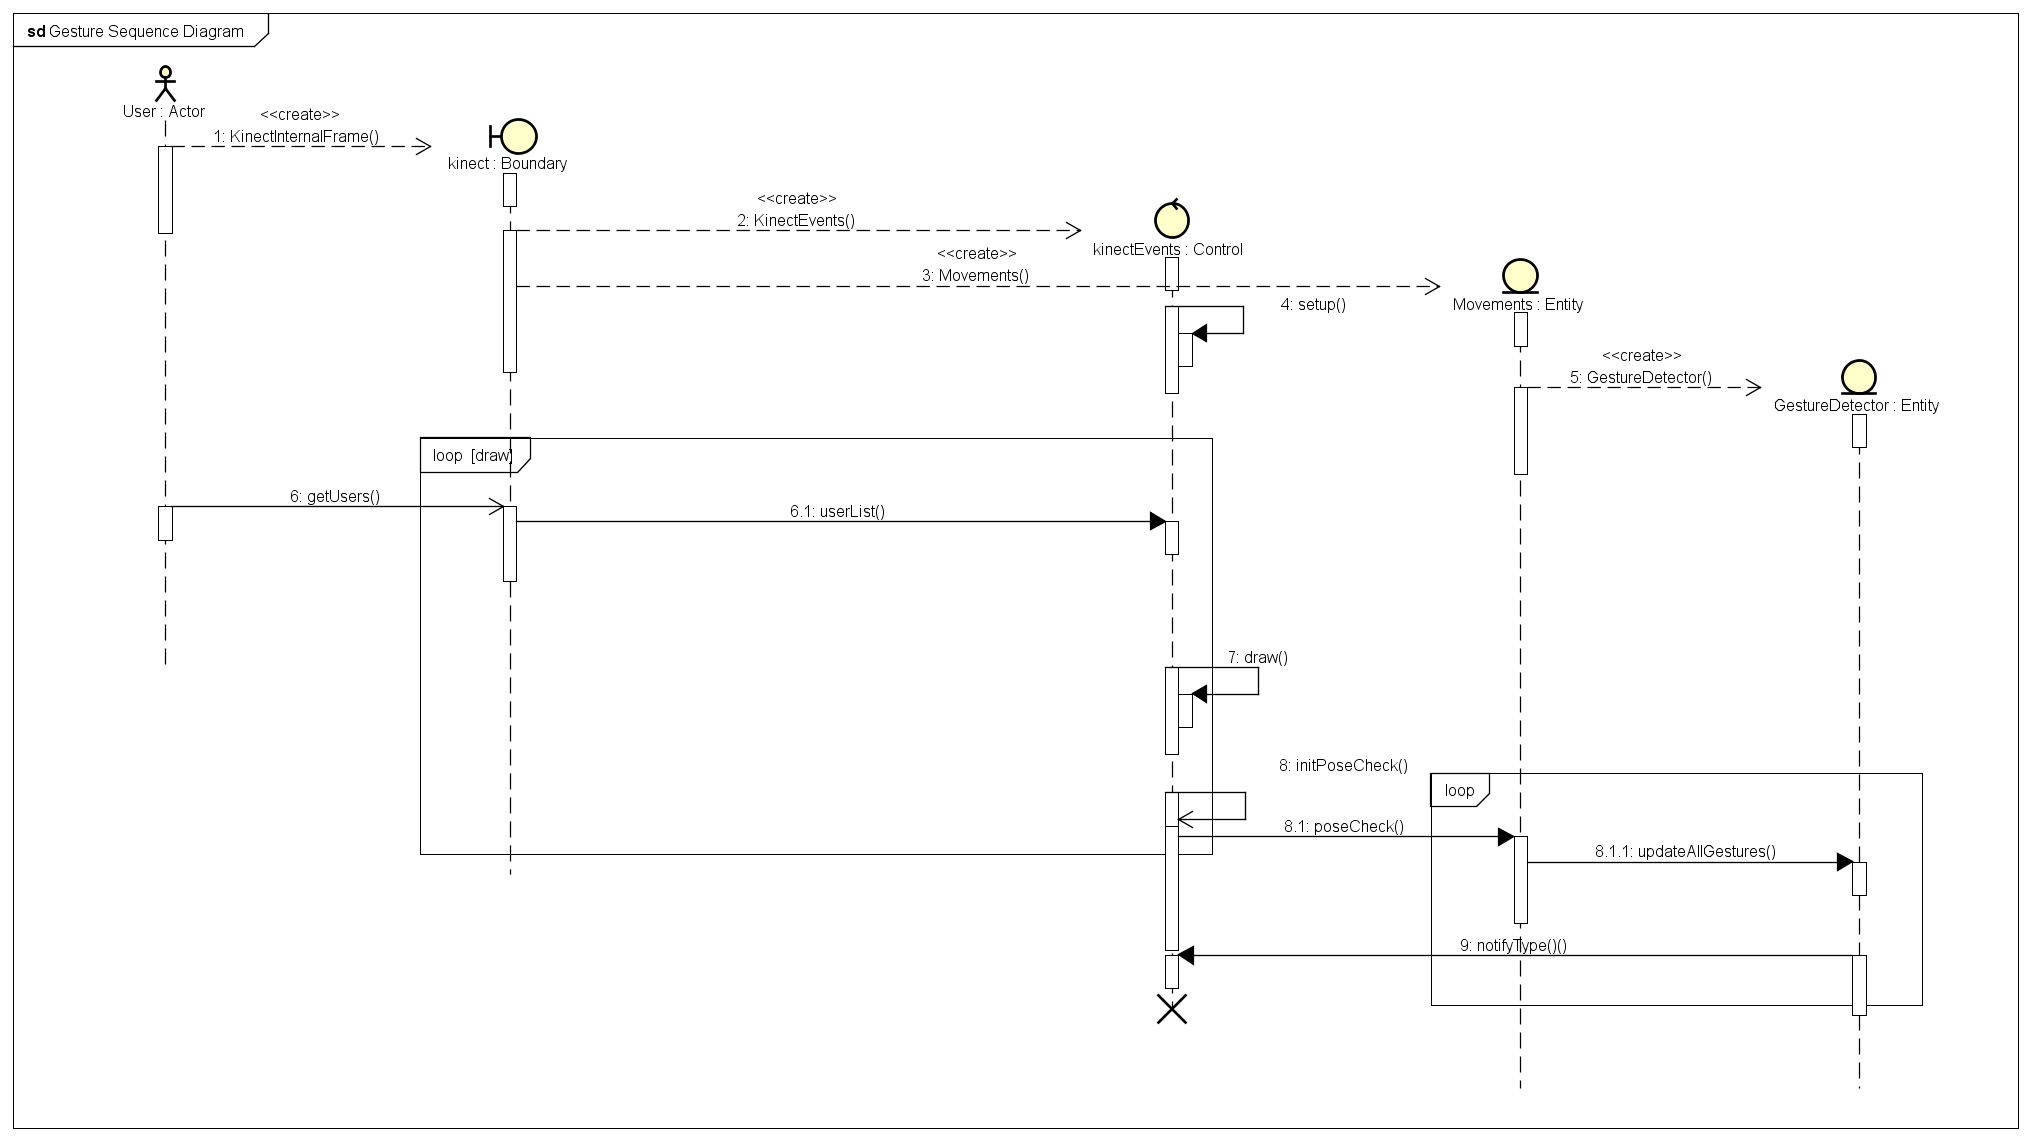 sd Gesture Sequence Diagram
User : Actor
<<create>>
1: KinectInternalFrame()
kinect : Boundary
<<create>>
2: KinectEvents()
kinectEvents : Control
<<create>>
3: Movements()
Movements : Entity
4: setup()
<<create>>
5: GestureDetector()
GestureDetector : Entity
loop [draw]
6: getUsers()
6.1: userList()
7: draw()
8: initPoseCheck()
loop
8.1: poseCheck()
8.1.1: updateAllGestures()
9: notifyType()()